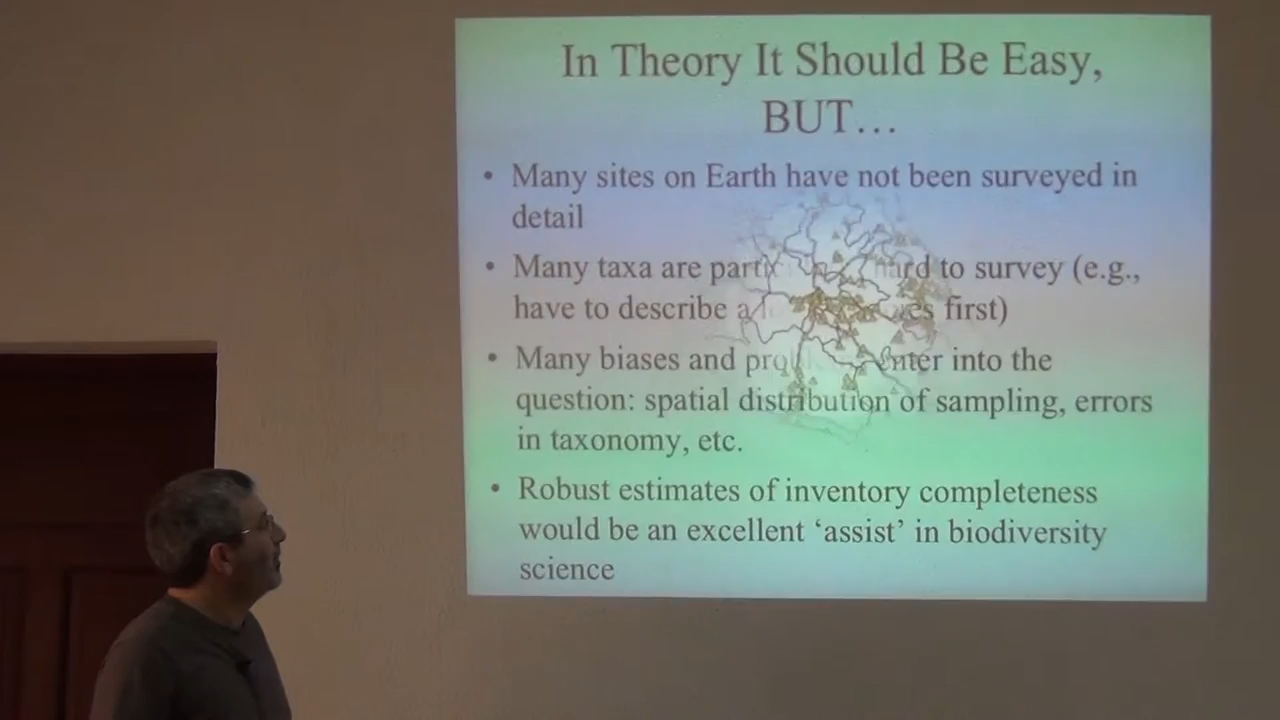 In Theory It Should Be Easy,
BUT…
• Many sites on Earth have not been surveyed in
detail
• Many taxa are hard to survey (e.g.,
have to describe first)
• Many biases and enter into the
question: spatial distribution of sampling, errors
in taxonomy, etc.
• Robust estimates of inventory completeness
would be an excellent ‘assist’ in biodiversity
science